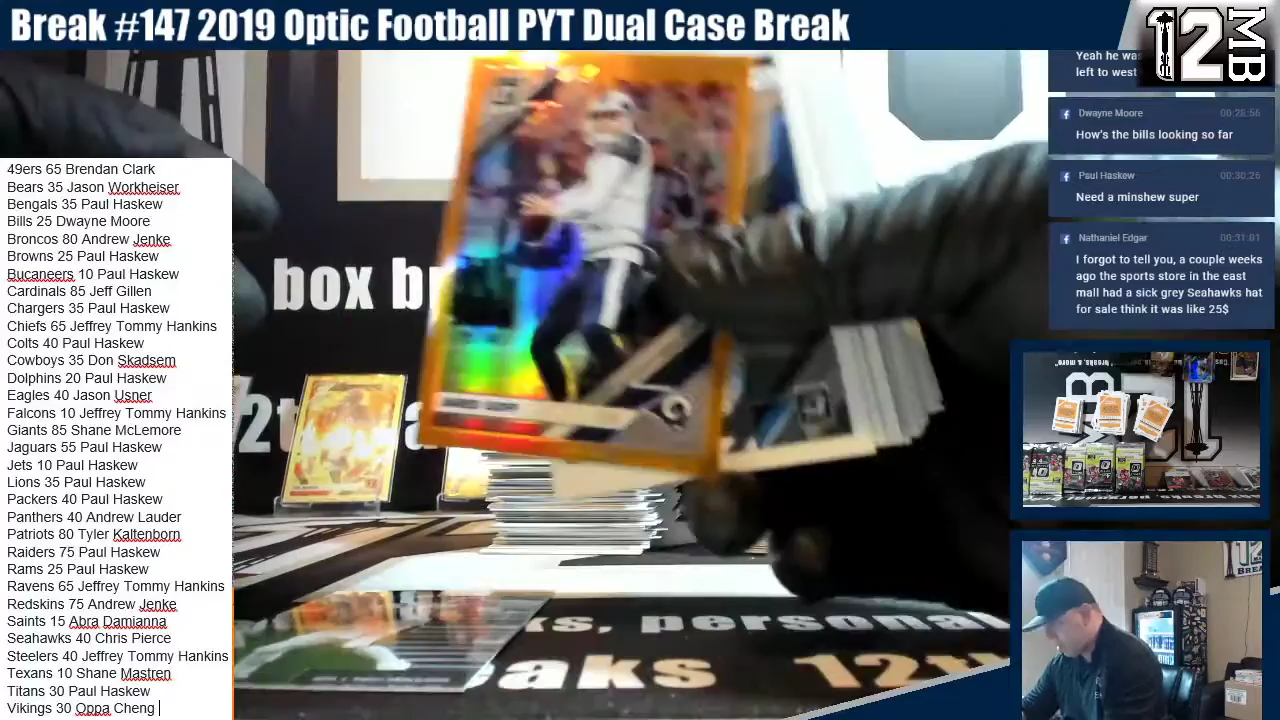 Break #147 2019 Optic Football PYT Dual Case Break
12
MB
49ers 65 Brendan Clark
Bears 35 Jason Workheiser
Bengals 35 Paul Haskew
Bills 25 Dwayne Moore
Broncos 80 Andrew Jenke
Browns 25 Paul Haskew
Bucaneers 10 Paul Haskew
Cardinals 85 Jeff Gillen
Chargers 35 Paul Haskew
Chiefs 65 Jeffrey Tommy Hankins
Colts 40 Paul Haskew
Cowboys 35 Don Skadsem
Dolphins 20 Paul Haskew
Eagles 40 Jason Usner
Falcons 10 Jeffrey Tommy Hankins
Giants 85 Shane McLemore
Jaguars 55 Paul Haskew
Jets 10 Paul Haskew
Lions 35 Paul Haskew
Packers 40 Paul Haskew
Panthers 40 Andrew Lauder
Patriots 80 Tyler Kaltenborn
Raiders 75 Paul Haskew
Rams 25 Paul Haskew
Ravens 65 Jeffrey Tommy Hankins
Redskins 75 Andrew Jenke
Saints 15 Abra Damianna
Seahawks 40 Chris Pierce
Steelers 40 Jeffrey Tommy Hankins
Texans 10 Shane Mastren
Titans 30 Paul Haskew
Vikings 30 Oppa Cheng
box b
ks, personal
eaks 12th
Yeah he was
left to west
Dwayne Moore 00:28:56
How's the bills looking so far
Paul Haskew 00:30:26
Need a minshew super
Nathaniel Edgar 00:31:01
I forgot to tell you, a couple weeks
ago the sports store in the east
mall had a sick grey Seahawks hat
for sale think it was like 25$